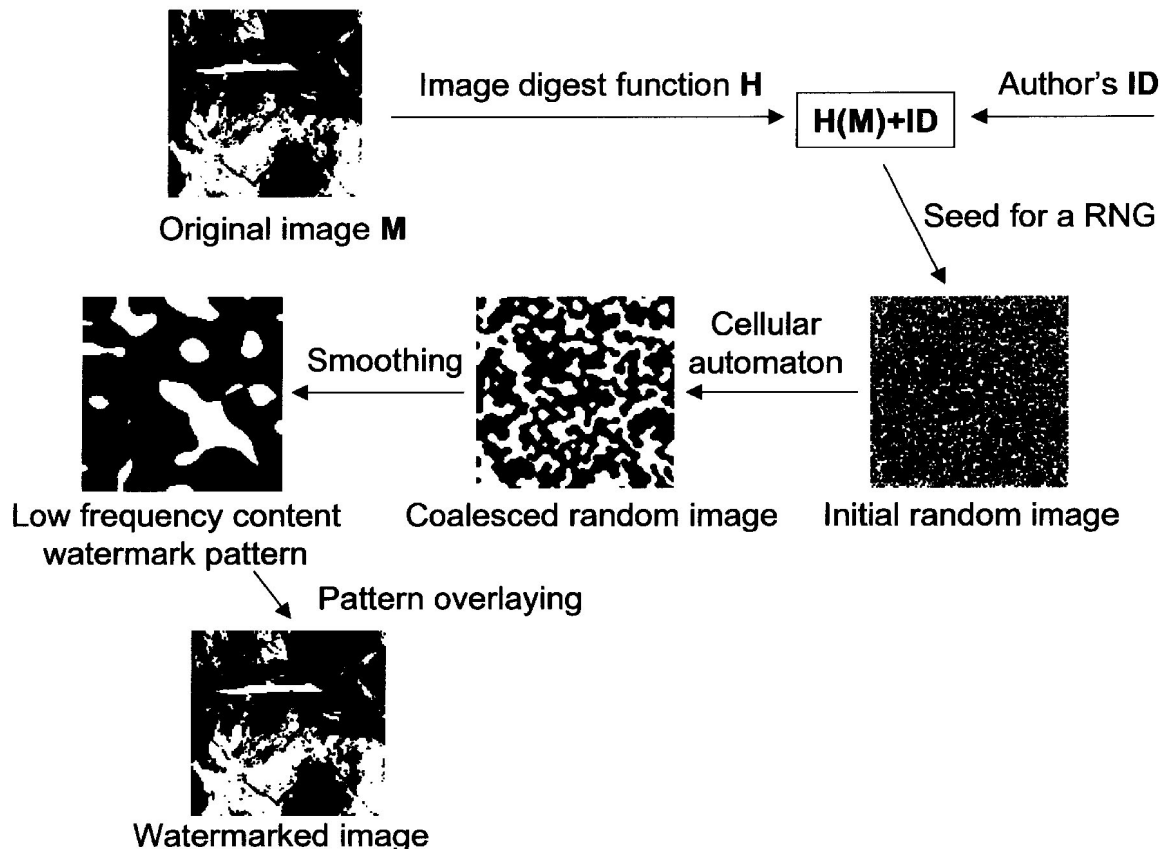 Image digest function H
Author's ID
H(M)+ID
Original image M
Seed for a RNG
Smoothing
Cellular
automaton
Low frequency content
watermark pattern
Coalesced random image
Initial random image
Pattern overlaying
Watermarked image